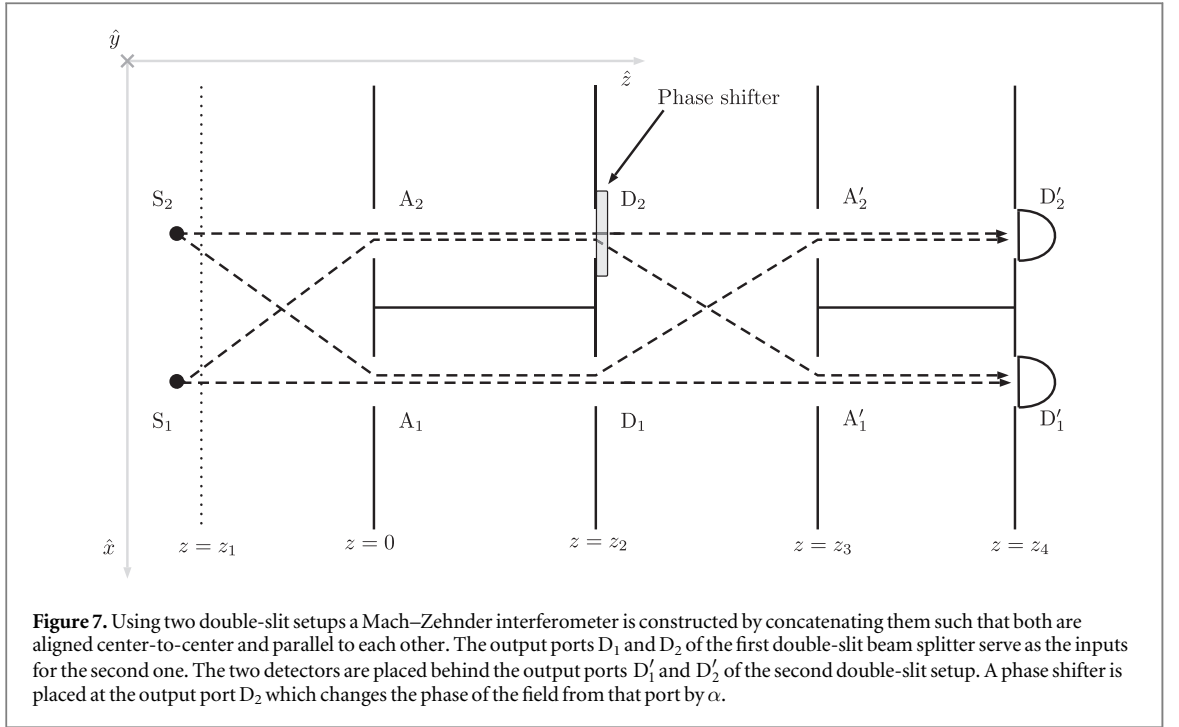 ŷ
ẑ
Phase shifter
S₂ A₂ D₂ A′₂ D′₂
S₁ A₁ D₁ A′₁ D′₁
x̂ z = z₁ z = 0 z = z₂ z = z₃ z = z₄
Figure 7. Using two double-slit setups a Mach–Zehnder interferometer is constructed by concatenating them such that both are
aligned center-to-center and parallel to each other. The output ports D₁ and D₂ of the first double-slit beam splitter serve as the inputs
for the second one. The two detectors are placed behind the output ports D′₁ and D′₂ of the second double-slit setup. A phase shifter is
placed at the output port D₂ which changes the phase of the field from that port by α.